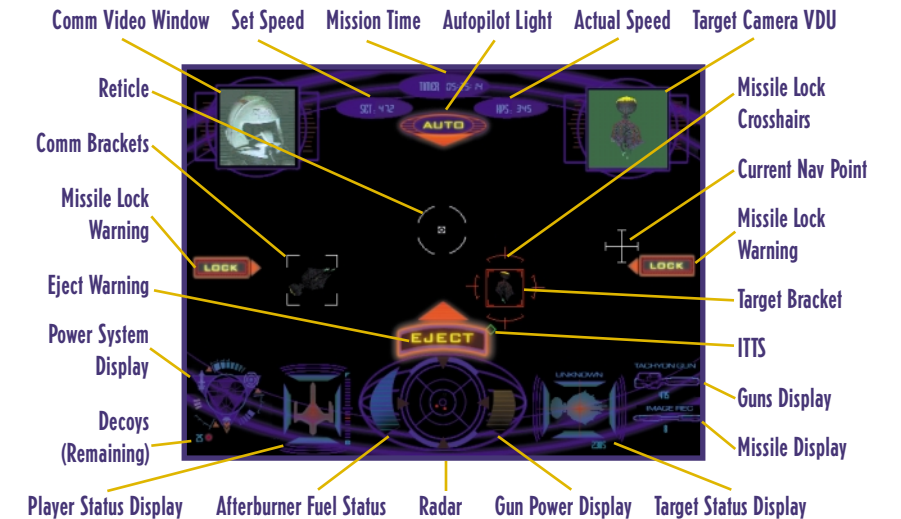 Comm Video Window
Set Speed
Mission Time
Autopilot Light
Actual Speed
Target Camera VDU
Reticle
SET: 472
KPS: 345
AUTO
Missile Lock
Crosshairs
Comm Brackets
Current Nav Point
Missile Lock
Warning
Missile Lock
Warning
LOCK
LOCK
Eject Warning
Target Bracket
EJECT
Power System
Display
ITTS
UNKNOWN
TACHYON GUN
Guns Display
IMAGE REC
Decoys
(Remaining)
Missile Display
Player Status Display
Afterburner Fuel Status
Radar
Gun Power Display
Target Status Display